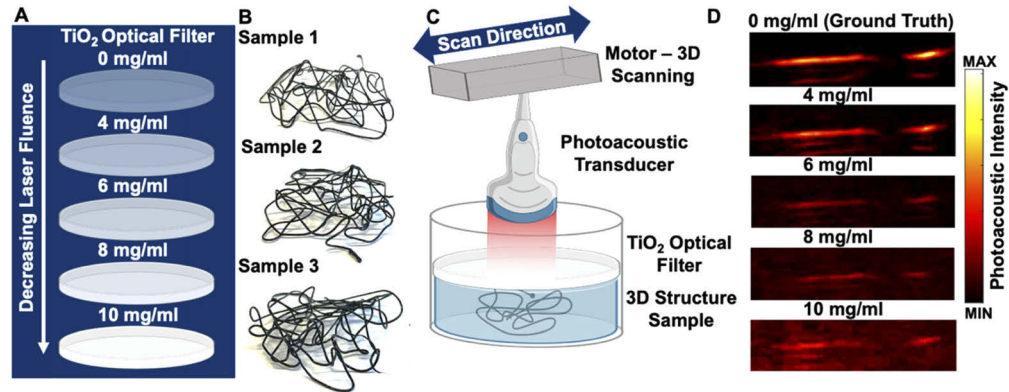 A
TiO₂ Optical Filter
0 mg/ml
4 mg/ml
6 mg/ml
8 mg/ml
10 mg/ml
Decreasing Laser Fluence
B
Sample 1
Sample 2
Sample 3
C
Scan Direction
Motor – 3D
Scanning
Photoacoustic
Transducer
TiO₂ Optical
Filter
3D Structure
Sample
D
0 mg/ml (Ground Truth)
4 mg/ml
6 mg/ml
8 mg/ml
10 mg/ml
MAX
Photoacoustic Intensity
MIN